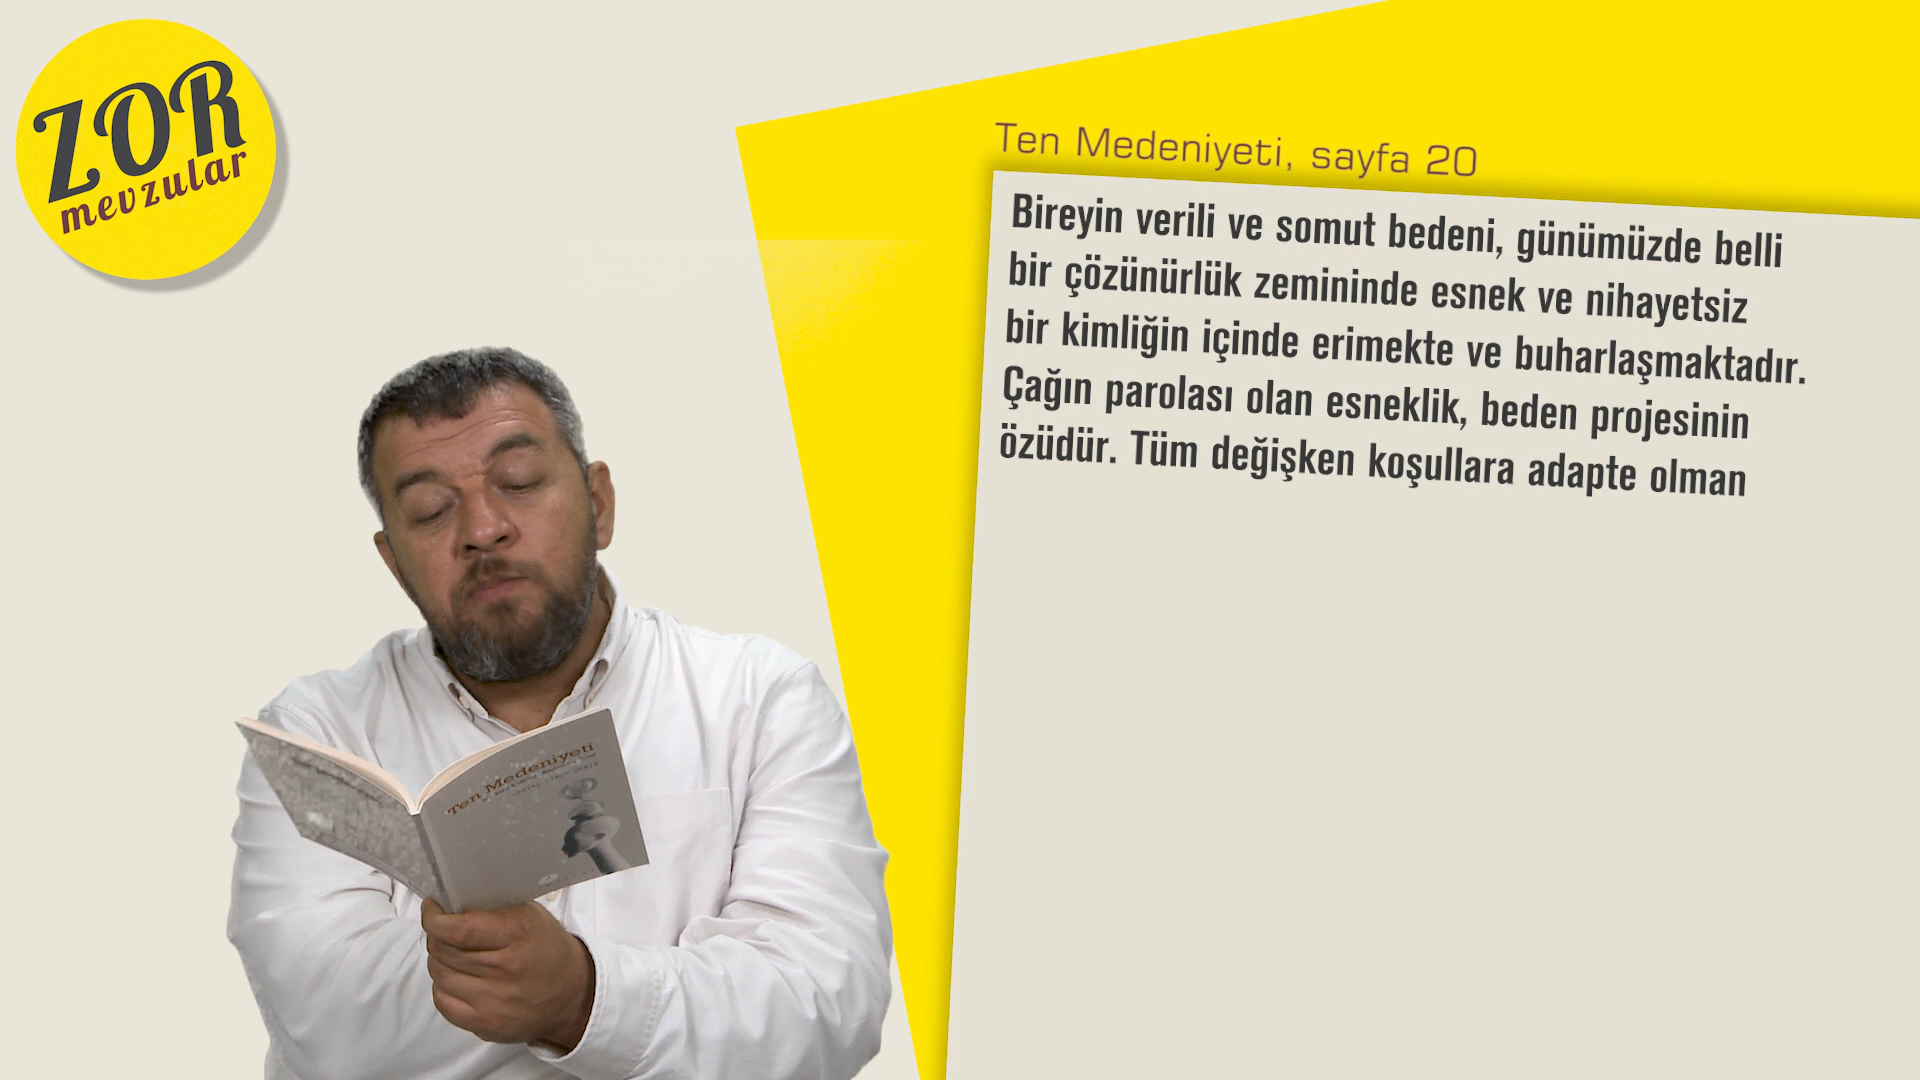 ZOR
mevzular
Ten Medeniyeti, sayfa 20
Bireyin verili ve somut bedeni, günümüzde belli
bir çözünürlük zemininde esnek ve nihayetsiz
bir kimliğin içinde erimekte ve buharlaşmaktadır.
Çağın parolası olan esneklik, beden projesinin
özüdür. Tüm değişken koşullara adapte olman
Ten Medeniyeti